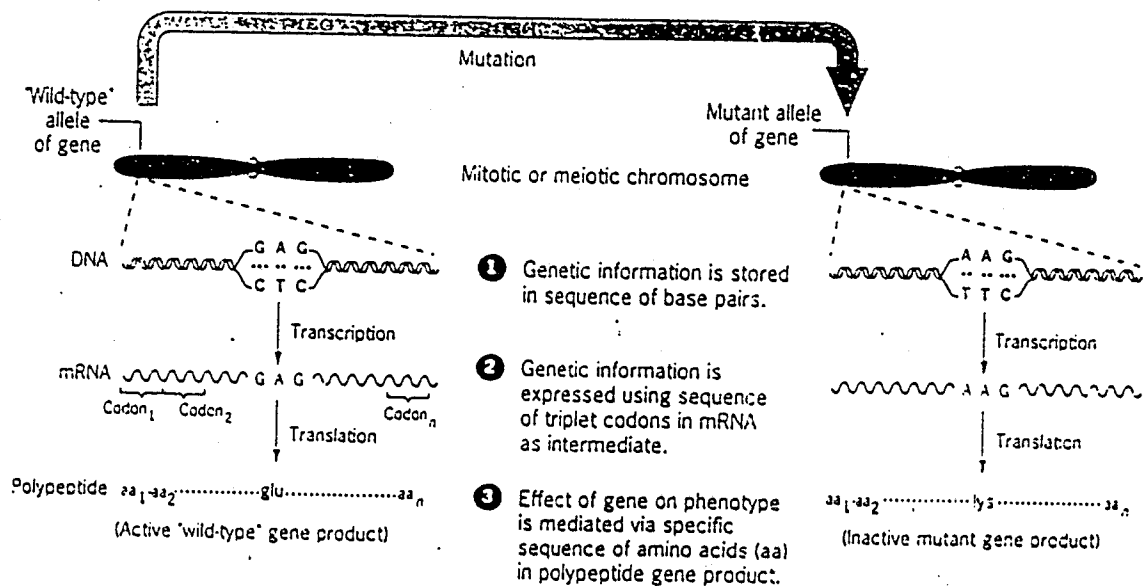 Mutation
"Wild-type"
allele
of gene
Mutant allele
of gene
Mitotic or meiotic chromosome
DNA
G A G
C T C
1 Genetic information is stored
in sequence of base pairs.
A A G
T T C
Transcription
Transcription
mRNA
G A G
Codon1 Codon2 Codonn
2 Genetic information is
expressed using sequence
of triplet codons in mRNA
as intermediate.
A A G
Translation
Translation
Polypeptide aa1-aa2 glu aan
(Active "wild-type" gene product)
3 Effect of gene on phenotype
is mediated via specific
sequence of amino acids (aa)
in polypeptide gene product.
aa1-aa2 lys aan
(Inactive mutant gene product)